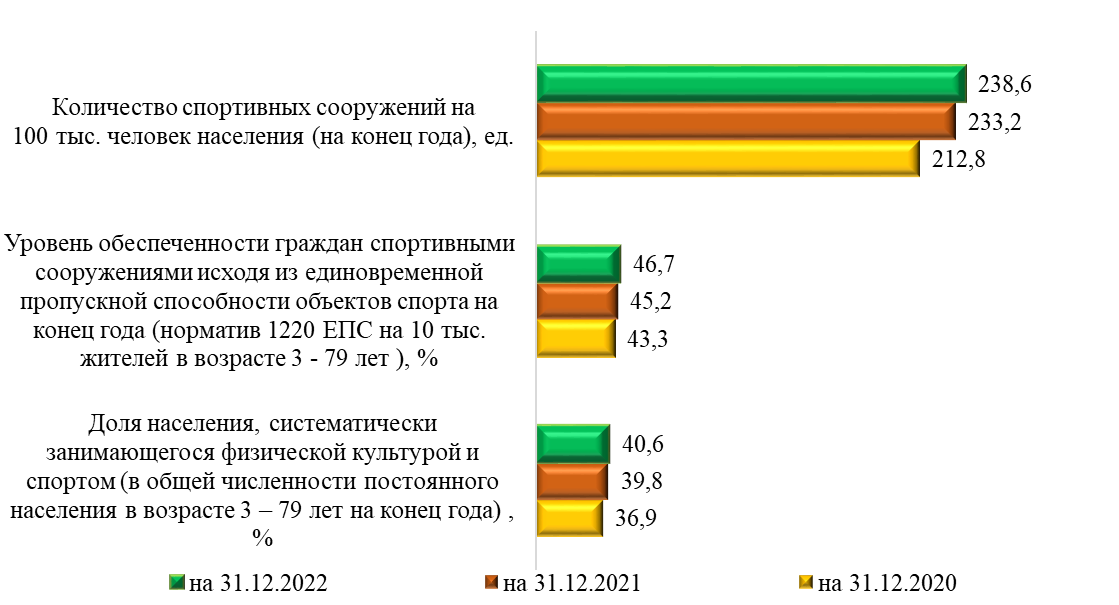 Количество спортивных сооружений на
100 тыс. человек населения (на конец года), ед.
238,6
233,2
212,8
Уровень обеспеченности граждан спортивными
сооружениями исходя из единовременной
пропускной способности объектов спорта на
конец года (норматив 1220 ЕПС на 10 тыс.
жителей в возрасте 3 - 79 лет ), %
46,7
45,2
43,3
Доля населения, систематически
занимающегося физической культурой и
спортом (в общей численности постоянного
населения в возрасте 3 – 79 лет на конец года) ,
%
40,6
39,8
36,9
на 31.12.2022
на 31.12.2021
на 31.12.2020